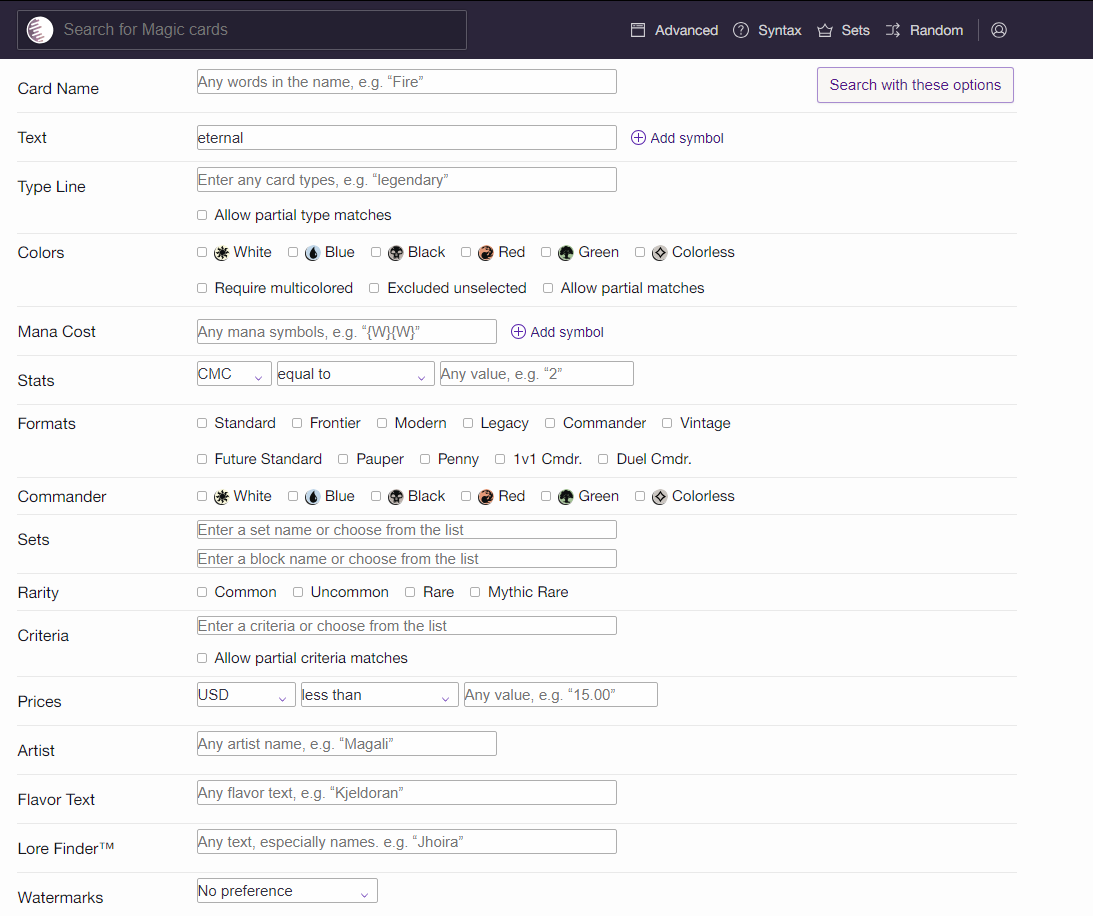 Search for Magic cards Advanced Syntax Sets Random
Card Name Any words in the name, e.g. “Fire” Search with these options
Text eternal Add symbol
Type Line Enter any card types, e.g. “legendary”
Allow partial type matches
Colors White Blue Black Red Green Colorless
Require multicolored Excluded unselected Allow partial matches
Mana Cost Any mana symbols, e.g. “{W}{W}” Add symbol
Stats CMC equal to Any value, e.g. “2”
Formats Standard Frontier Modern Legacy Commander Vintage
Future Standard Pauper Penny 1v1 Cmdr. Duel Cmdr.
Commander White Blue Black Red Green Colorless
Sets Enter a set name or choose from the list
Enter a block name or choose from the list
Rarity Common Uncommon Rare Mythic Rare
Criteria Enter a criteria or choose from the list
Allow partial criteria matches
Prices USD less than Any value, e.g. “15.00”
Artist Any artist name, e.g. “Magali”
Flavor Text Any flavor text, e.g. “Kjeldoran”
Lore Finder™ Any text, especially names. e.g. “Jhoira”
Watermarks No preference